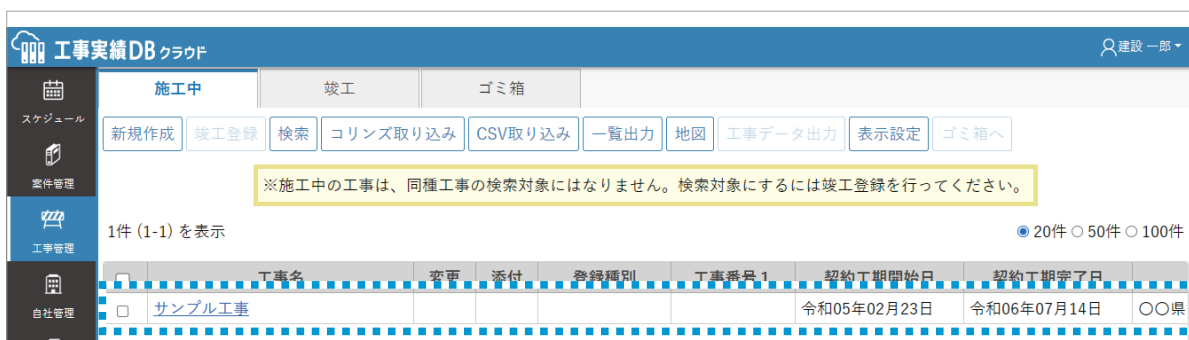 工事実績DBクラウド
建設 一郎
スケジュール
案件管理
工事管理
自社管理
施工中 竣工 ゴミ箱
新規作成 竣工登録 検索 コリンズ取り込み CSV取り込み 一覧出力 地図 工事データ出力 表示設定 ゴミ箱へ
※施工中の工事は、同種工事の検索対象にはなりません。検索対象にするには竣工登録を行ってください。
1件 (1-1) を表示 20件 50件 100件
工事名 変更 添付 登録種別 工事番号1 契約工期開始日 契約工期完了日
サンプル工事 令和05年02月23日 令和06年07月14日 〇〇県